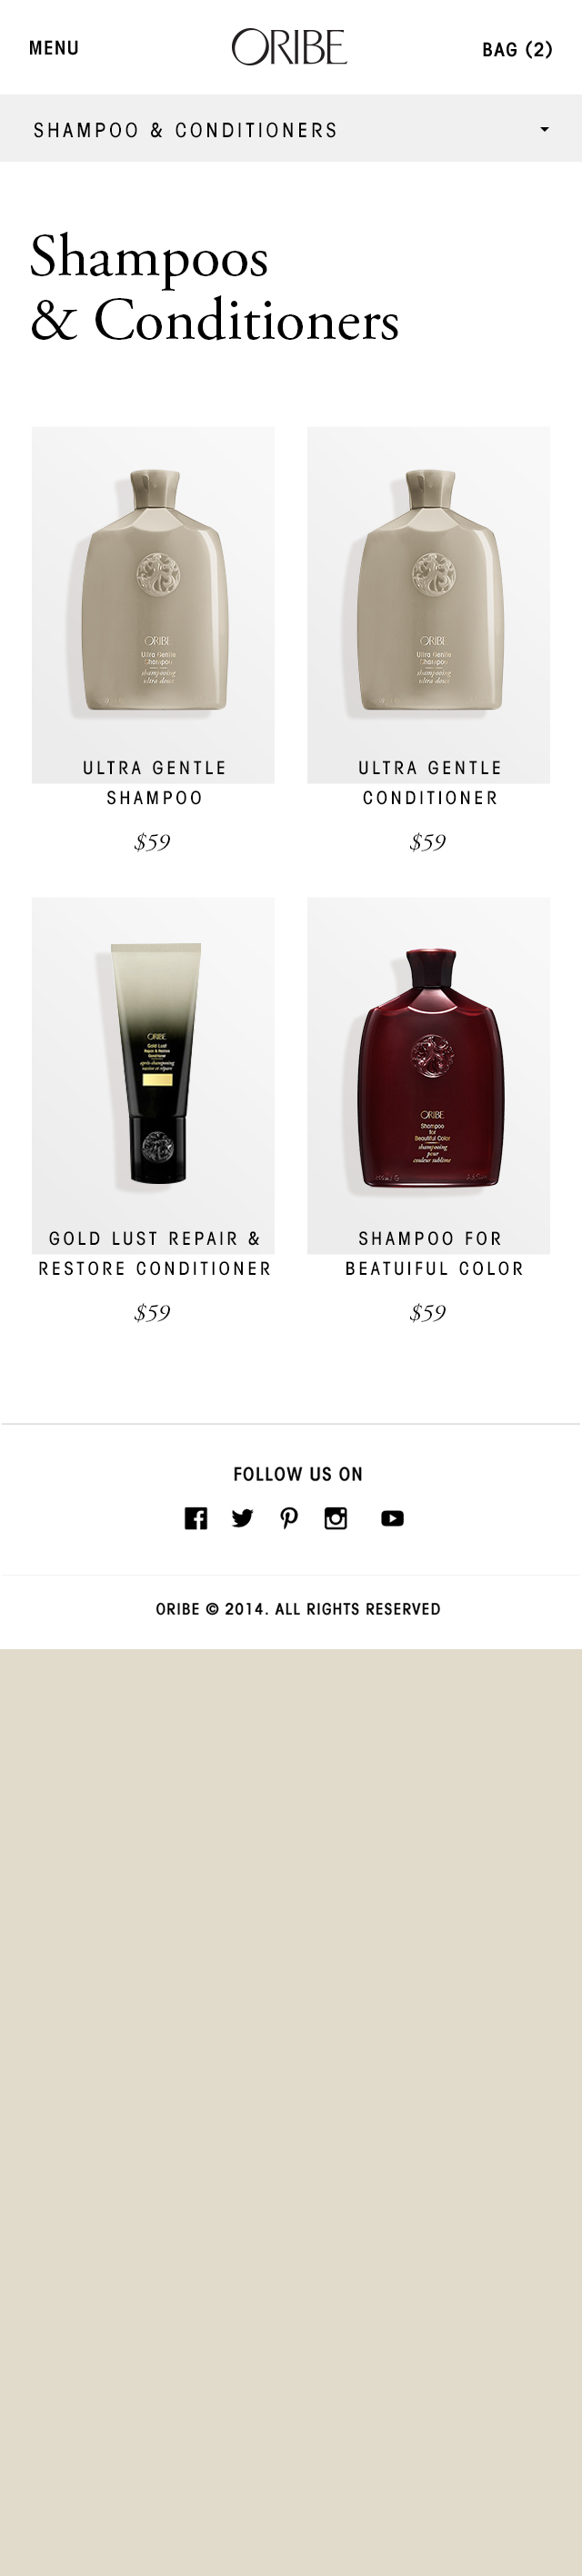 MENU
ORIBE
BAG (2)
SHAMPOO & CONDITIONERS
Shampoos
& Conditioners
ORIBE
Ultra Gentle
Shampoo
shampooing
ultra doux
ORIBE
Ultra Gentle
Shampoo
shampooing
ultra doux
ULTRA GENTLE
SHAMPOO
$59
ULTRA GENTLE
CONDITIONER
$59
ORIBE
Gold Lust
Repair & Restore
Conditioner
après-shampooing
ORIBE
Shampoo
for
Beautiful Color
shampooing
pour
couleur sublime
GOLD LUST REPAIR &
RESTORE CONDITIONER
$59
SHAMPOO FOR
BEATUIFUL COLOR
$59
FOLLOW US ON
ORIBE © 2014. ALL RIGHTS RESERVED